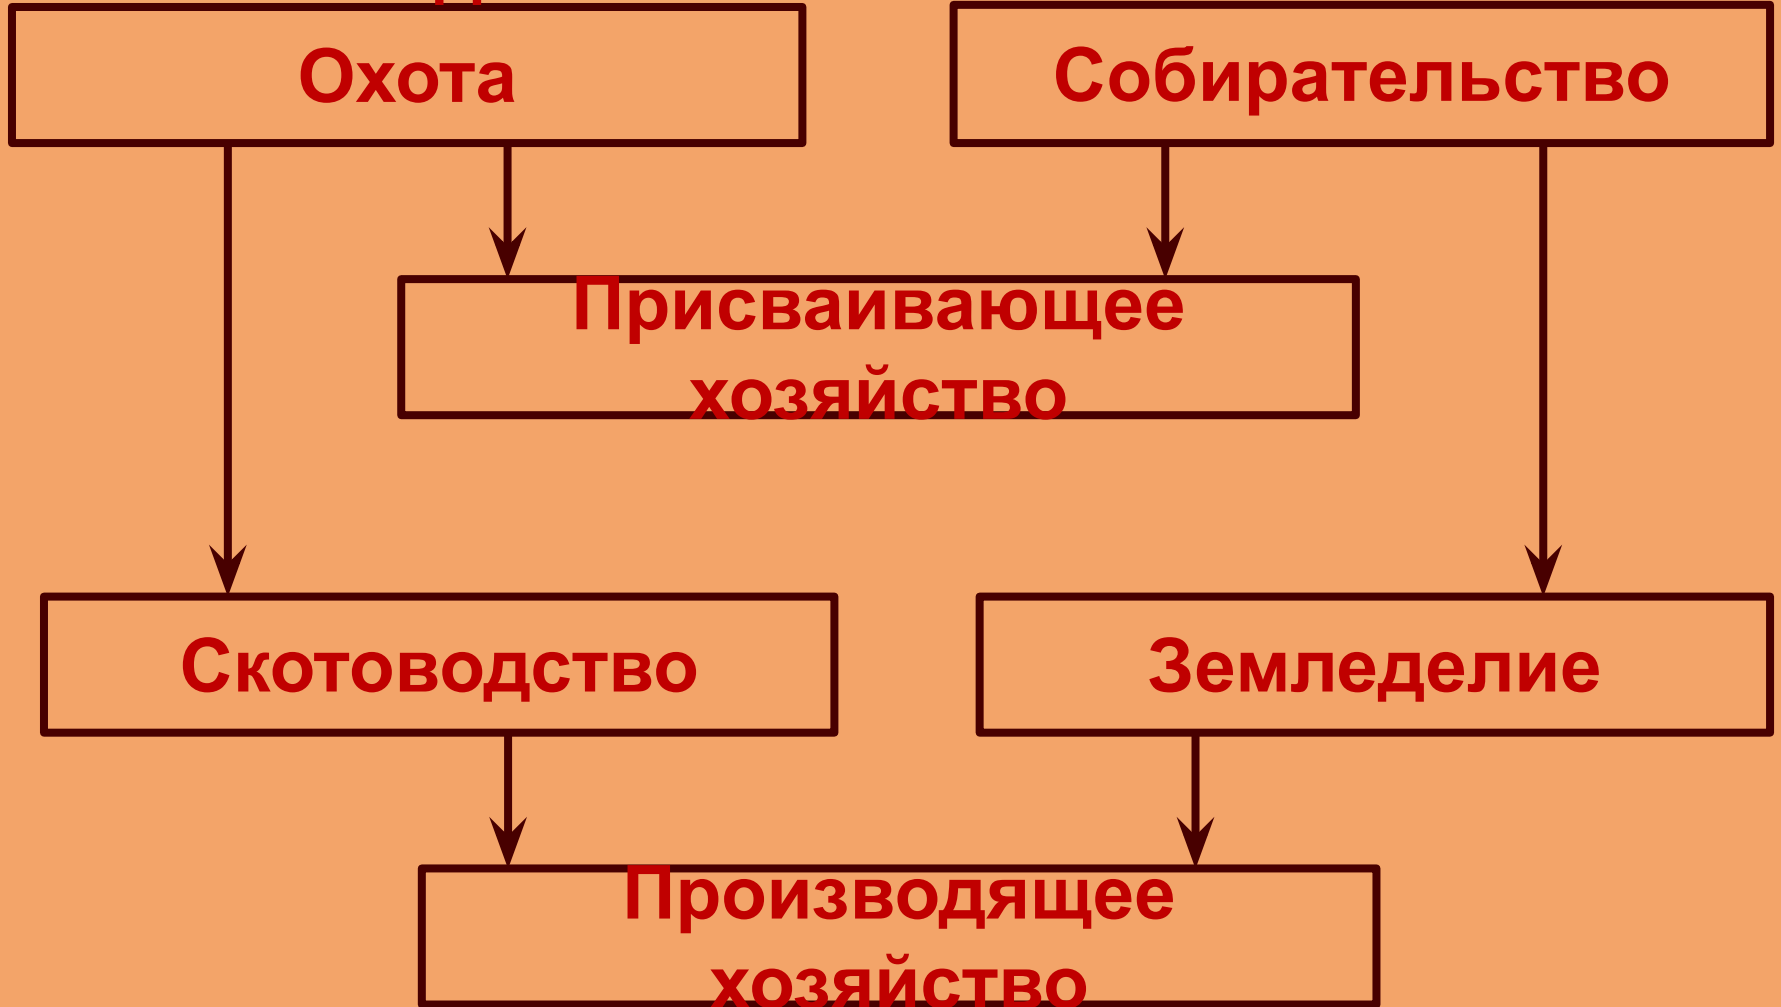 Охота
Собирательство
Присваивающее
хозяйство
Скотоводство
Земледелие
Производящее
хозяйство